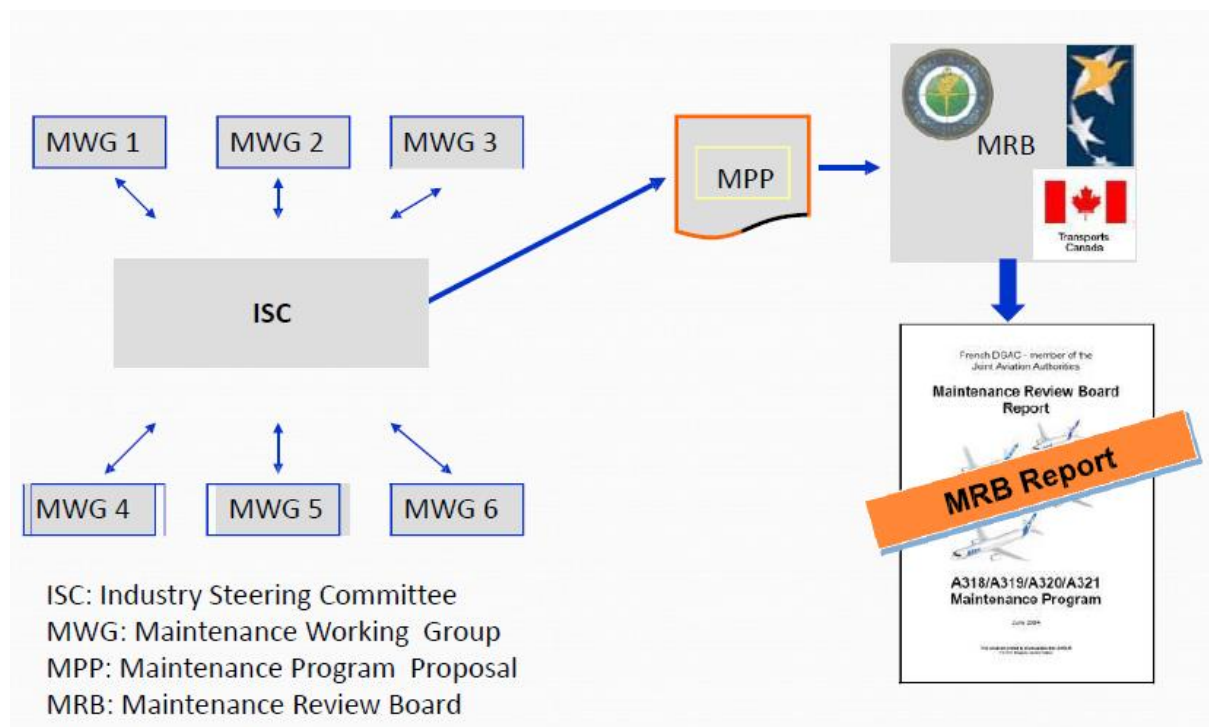 MWG 1
MWG 2
MWG 3
ISC
MWG 4
MWG 5
MWG 6
MPP
MRB
Transports
Canada
French DGAC - member of the
Joint Aviation Authorities
Maintenance Review Board
Report
MRB Report
A318/A319/A320/A321
Maintenance Program
June 2004
ISC: Industry Steering Committee
MWG: Maintenance Working Group
MPP: Maintenance Program Proposal
MRB: Maintenance Review Board